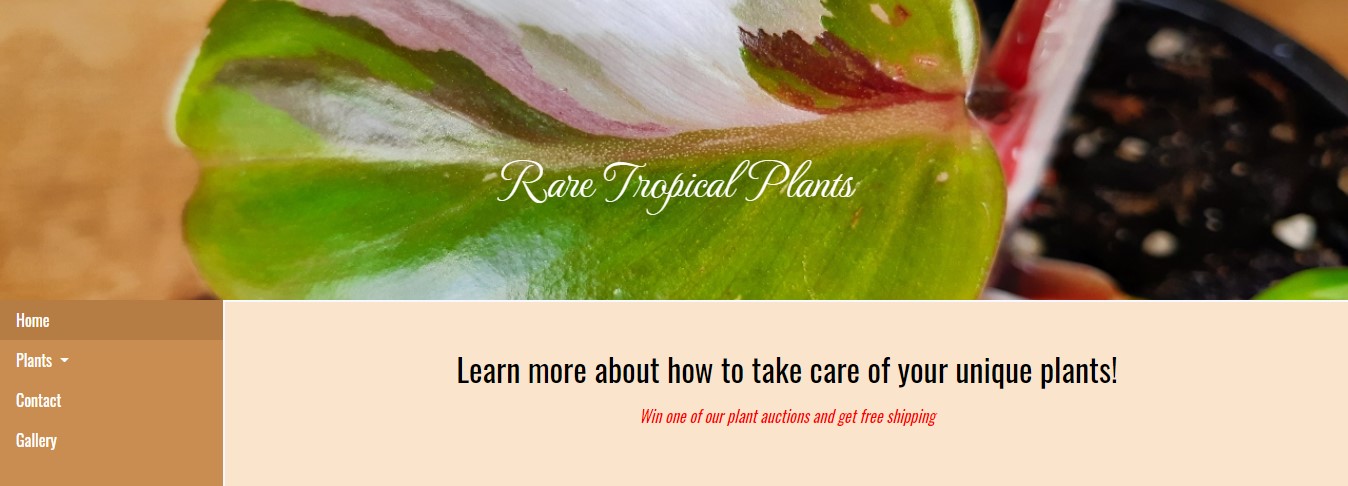 Rare Tropical Plants
Home
Plants
Contact
Gallery
Learn more about how to take care of your unique plants!
Win one of our plant auctions and get free shipping